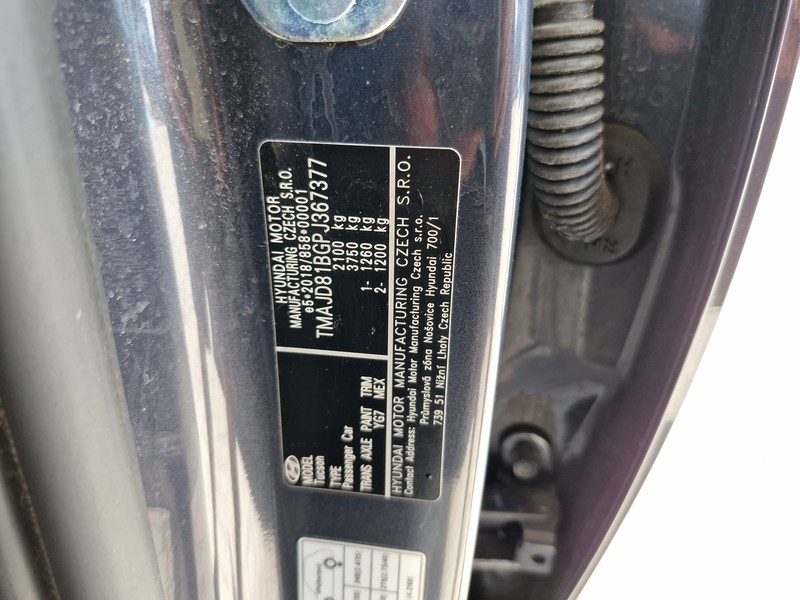 HYUNDAI MOTOR
MANUFACTURING CZECH S.R.O.
e5*2018/858*00001
TMAJD81BGPJ367377
2100 kg
3750 kg
1- 1260 kg
2- 1200 kg
MODEL
Tucson
TYPE
Passenger Car
TRANS AXLE PAINT TRIM
YG7 MEX
HYUNDAI MOTOR MANUFACTURING CZECH S.R.O.
Contact Address: Hyundai Motor Manufacturing Czech s.r.o.
Průmyslová zóna Nošovice Hyundai 700/1
739 51 Nižní Lhoty Czech Republic